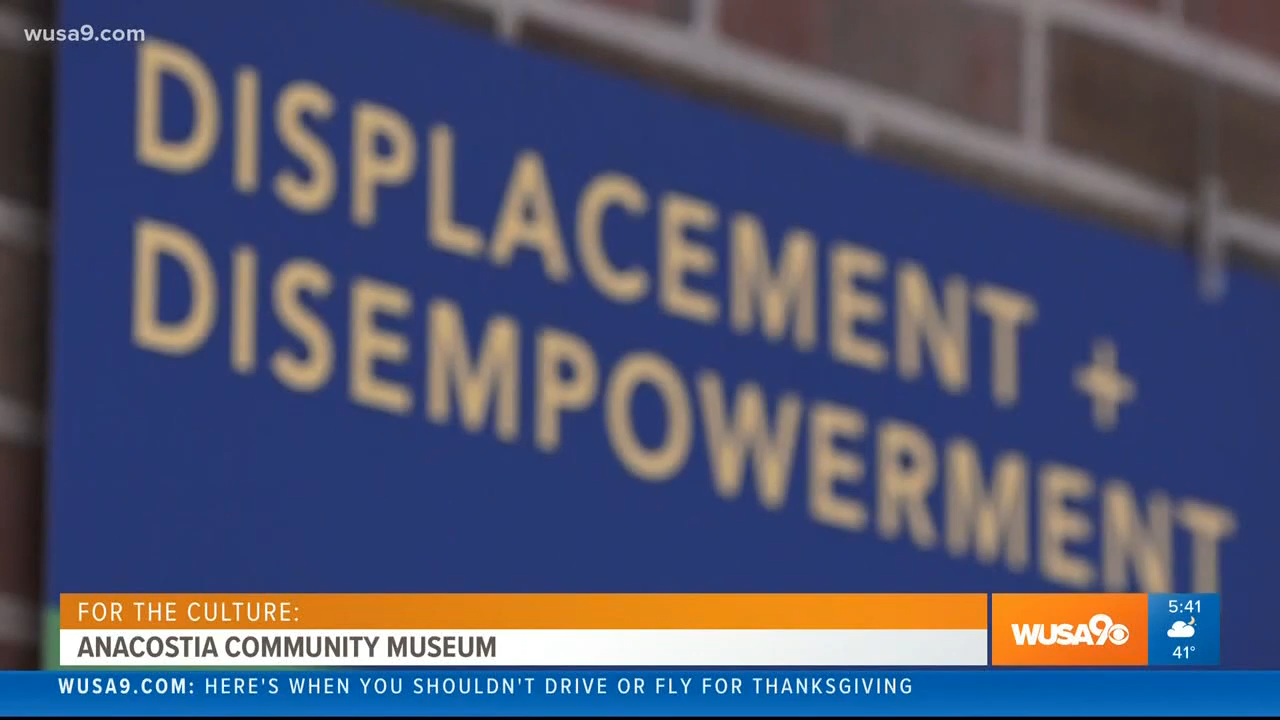 wusa9.com
DISPLACEMENT +
DISEMPOWERMENT
FOR THE CULTURE:
ANACOSTIA COMMUNITY MUSEUM
WUSA9
5:41
41°
WUSA9.COM: HERE'S WHEN YOU SHOULDN'T DRIVE OR FLY FOR THANKSGIVING